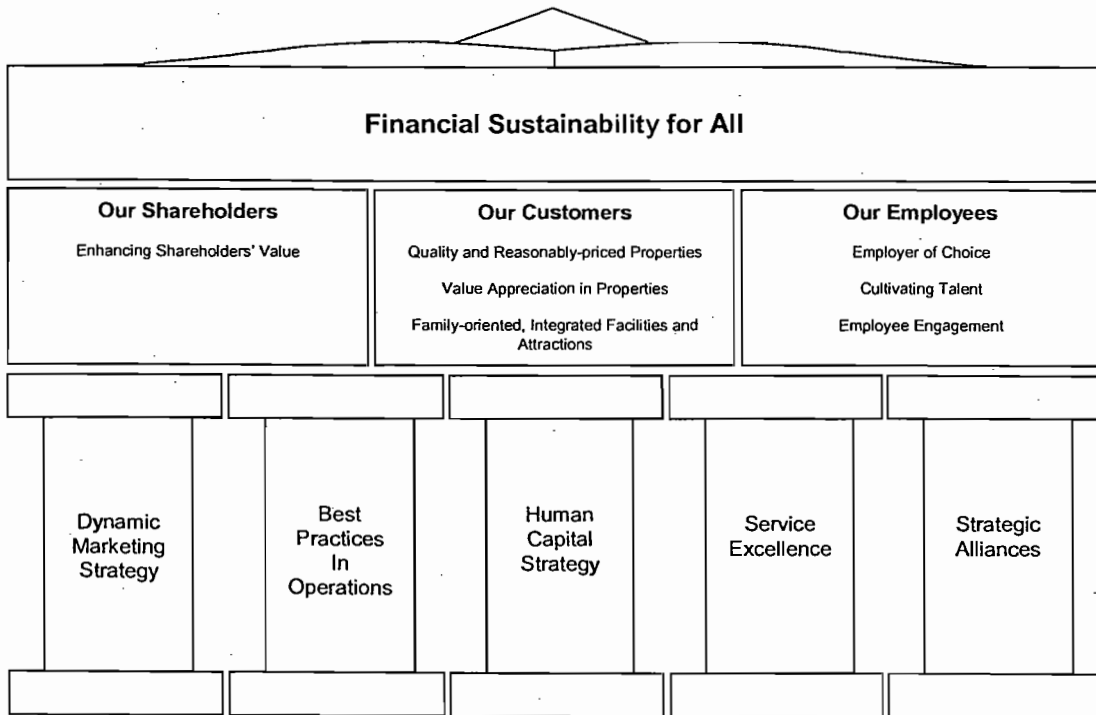 Financial Sustainability for All
Our Shareholders
Enhancing Shareholders' Value
Our Customers
Quality and Reasonably-priced Properties
Value Appreciation in Properties
Family-oriented, Integrated Facilities and
Attractions
Our Employees
Employer of Choice
Cultivating Talent
Employee Engagement
Dynamic
Marketing
Strategy
Best
Practices
In
Operations
Human
Capital
Strategy
Service
Excellence
Strategic
Alliances